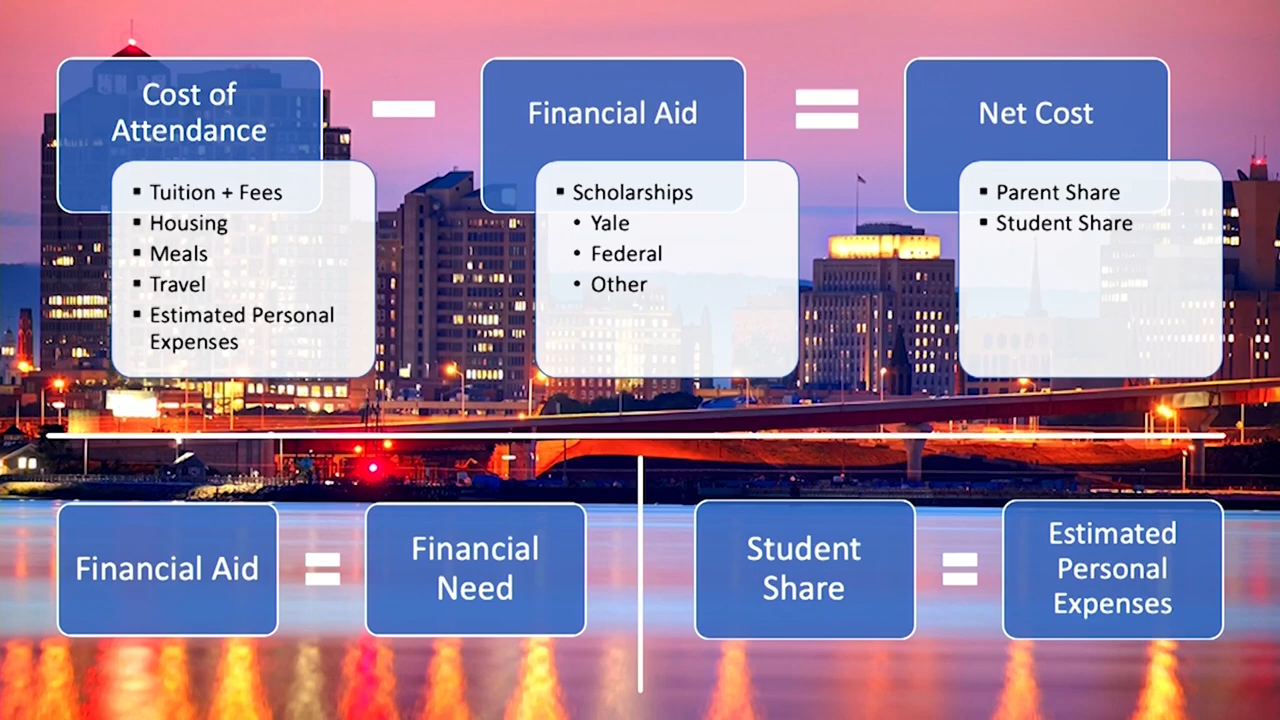 Cost of
Attendance
▪ Tuition + Fees
▪ Housing
▪ Meals
▪ Travel
▪ Estimated Personal
Expenses
−
Financial Aid
▪ Scholarships
• Yale
• Federal
• Other
=
Net Cost
▪ Parent Share
▪ Student Share
Financial Aid
=
Financial
Need
Student
Share
=
Estimated
Personal
Expenses